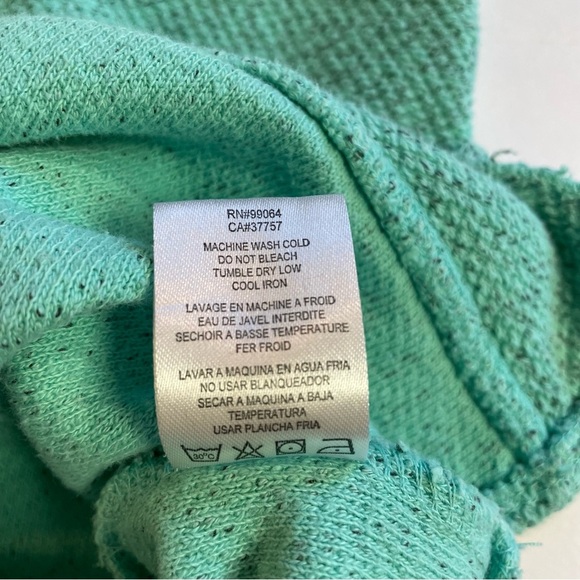 RN#99064
CA#37757
MACHINE WASH COLD
DO NOT BLEACH
TUMBLE DRY LOW
COOL IRON
LAVAGE EN MACHINE A FROID
EAU DE JAVEL INTERDITE
SECHOIR A BASSE TEMPERATURE
FER FROID
LAVAR A MAQUINA EN AGUA FRIA
NO USAR BLANQUEADOR
SECAR A MAQUINA A BAJA
TEMPERATURA
USAR PLANCHA FRIA
30°C